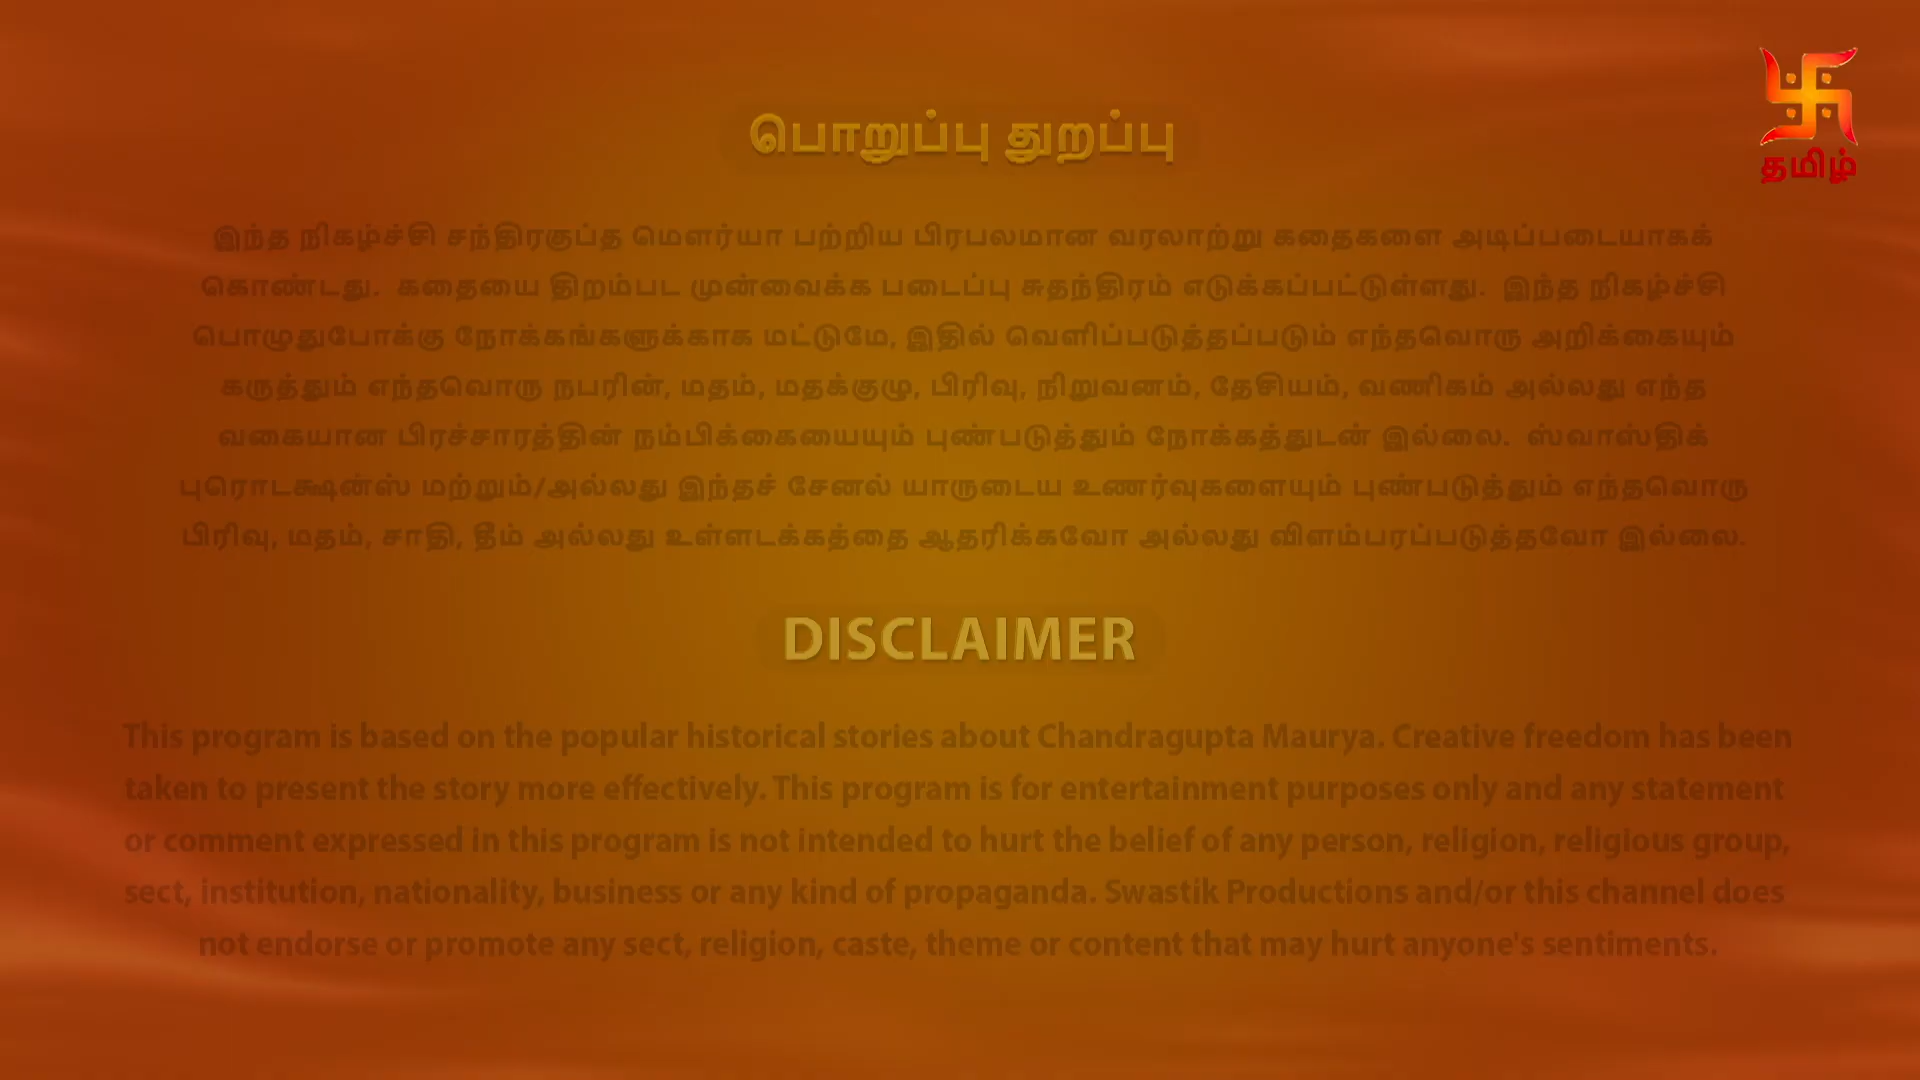 பொறுப்பு துறப்பு
தமிழ்
இந்த நிகழ்ச்சி சந்திரகுப்த மௌர்யா பற்றிய பிரபலமான வரலாற்று கதைகளை அடிப்படையாகக்
கொண்டது. கதையை திறம்பட முன்வைக்க படைப்பு சுதந்திரம் எடுக்கப்பட்டுள்ளது. இந்த நிகழ்ச்சி
பொழுதுபோக்கு நோக்கங்களுக்காக மட்டுமே, இதில் வெளிப்படுத்தப்படும் எந்தவொரு அறிக்கையும்
கருத்தும் எந்தவொரு நபரின், மதம், மதக்குழு, பிரிவு, நிறுவனம், தேசியம், வணிகம் அல்லது எந்த
வகையான பிரச்சாரத்தின் நம்பிக்கையையும் புண்படுத்தும் நோக்கத்துடன் இல்லை. ஸ்வாஸ்திக்
புரொடக்ஷன்ஸ் மற்றும்/அல்லது இந்தச் சேனல் யாருடைய உணர்வுகளையும் புண்படுத்தும் எந்தவொரு
பிரிவு, மதம், சாதி, தீம் அல்லது உள்ளடக்கத்தை ஆதரிக்கவோ அல்லது விளம்பரப்படுத்தவோ இல்லை.
DISCLAIMER
This program is based on the popular historical stories about Chandragupta Maurya. Creative freedom has been
taken to present the story more effectively. This program is for entertainment purposes only and any statement
or comment expressed in this program is not intended to hurt the belief of any person, religion, religious group,
sect, institution, nationality, business or any kind of propaganda. Swastik Productions and/or this channel does
not endorse or promote any sect, religion, caste, theme or content that may hurt anyone's sentiments.